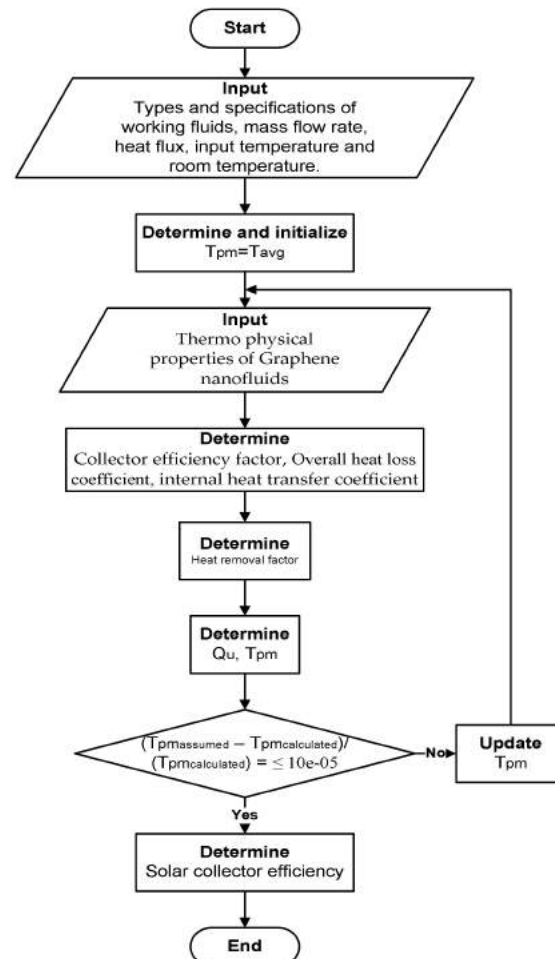 Start
Input
Types and specifications of
working fluids, mass flow rate,
heat flux, input temperature and
room temperature.
Determine and initialize
Tpm=Tavg
Input
Thermo physical
properties of Graphene
nanofluids
Determine
Collector efficiency factor, Overall heat loss
coefficient, internal heat transfer coefficient
Determine
Heat removal factor
Determine
Qu, Tpm
(Tpmassumed – Tpmcalculated)/
(Tpmcalculated) = ≤ 10e-05
No
Update
Tpm
Yes
Determine
Solar collector efficiency
End